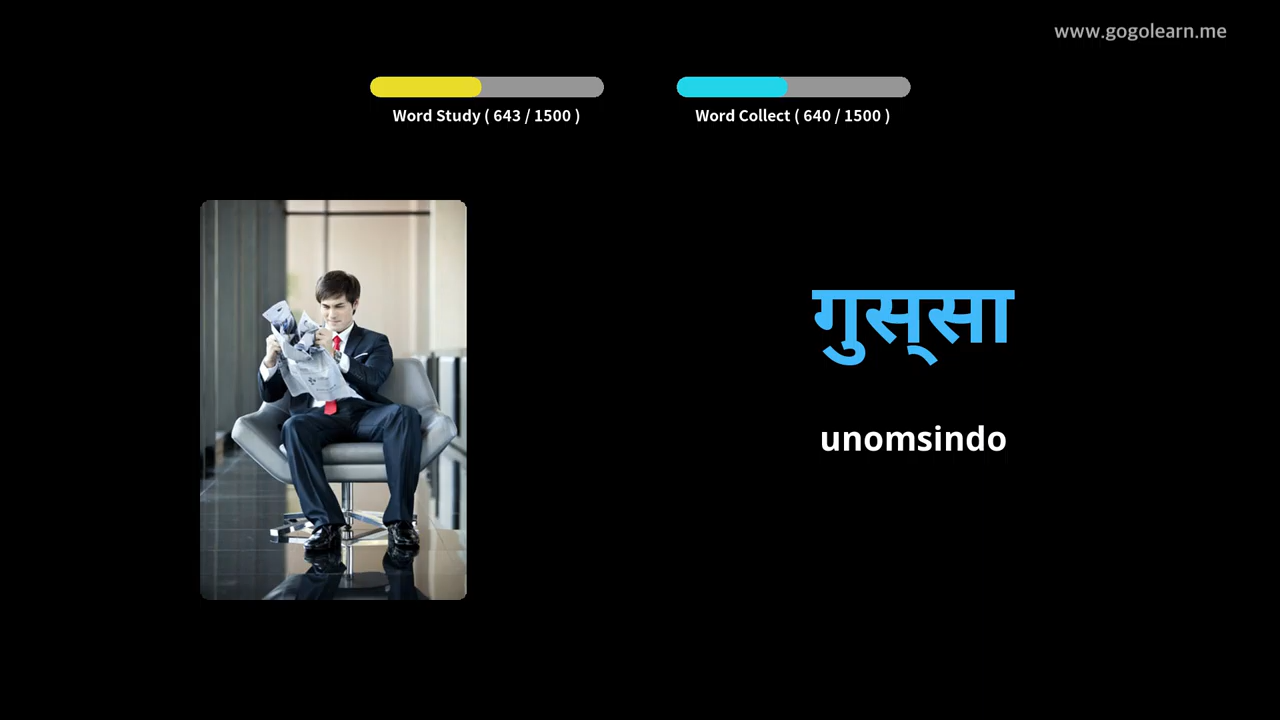 www.gogolearn.me
Word Study ( 643 / 1500 )
Word Collect ( 640 / 1500 )
गुस्‌सा
unomsindo